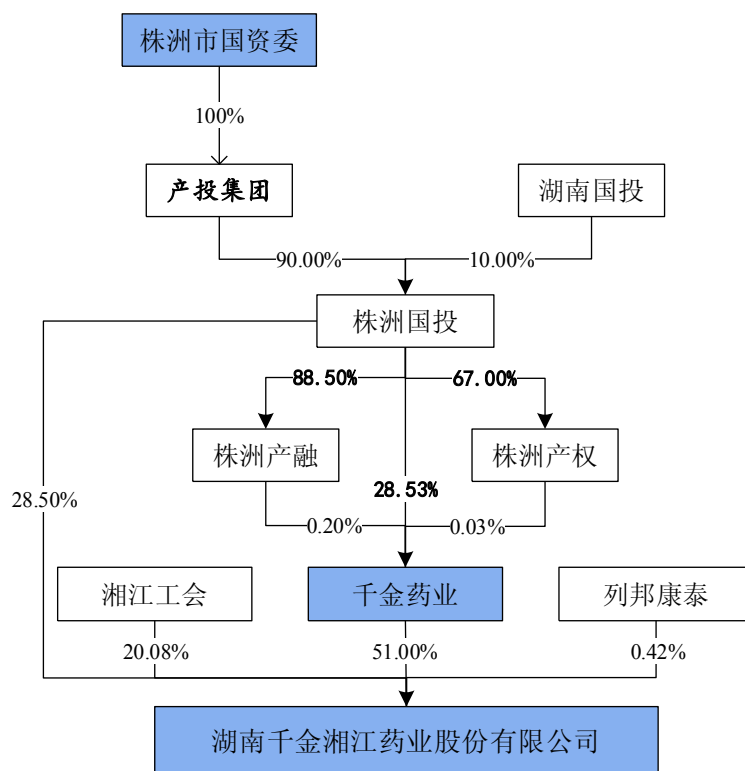 株洲市国资委
100%
产投集团
湖南国投
90.00%
10.00%
株洲国投
88.50%
67.00%
株洲产融
株洲产权
28.50%
28.53%
0.20%
0.03%
湘江工会
千金药业
列邦康泰
20.08%
51.00%
0.42%
湖南千金湘江药业股份有限公司